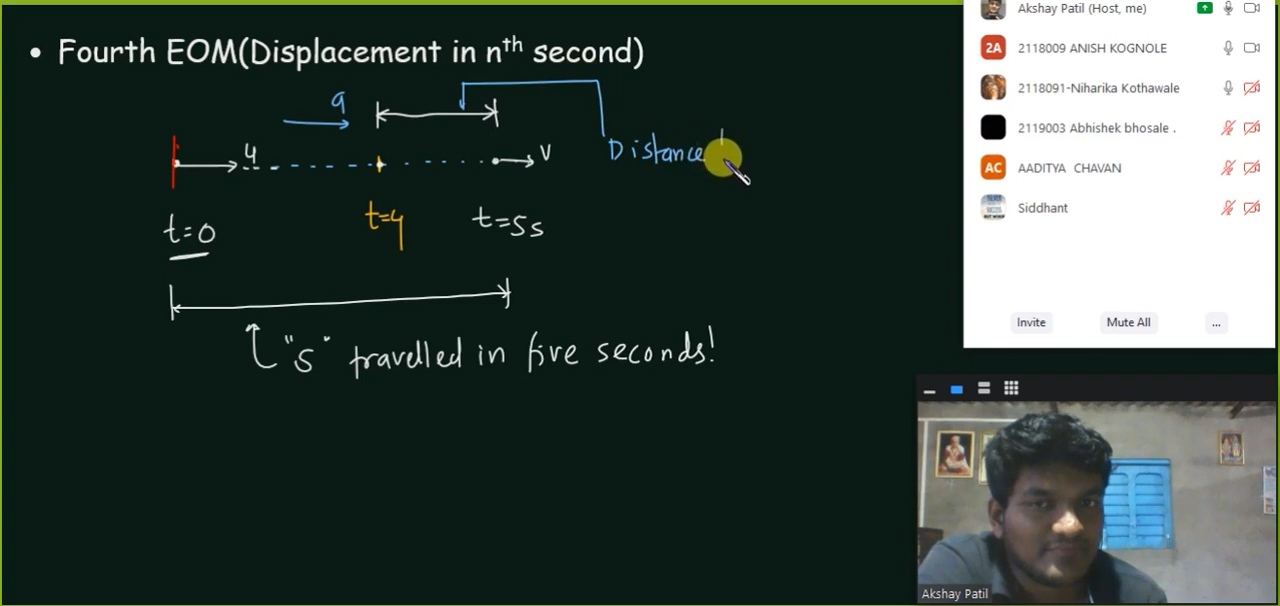 • Fourth EOM(Displacement in nth second)
a
u
v
Distance
t=0
t=4
t=5s
"s" travelled in five seconds!
Akshay Patil (Host, me)
2A 2118009 ANISH KOGNOLE
2118091-Niharika Kothawale
2119003 Abhishek bhosale .
AC AADITYA CHAVAN
Siddhant
Invite Mute All ...
Akshay Patil